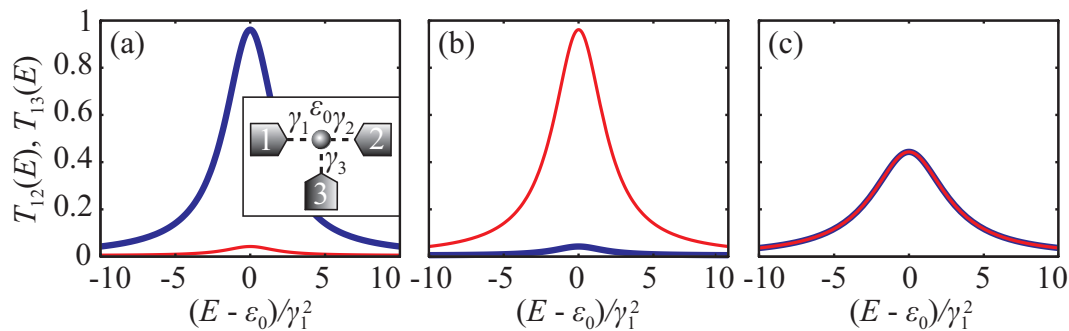 T₁₂(E), T₁₃(E)
1
0.8
0.6
0.4
0.2
0
(a)
(b)
(c)
ε₀
γ₁ γ₂
1 2
γ₃
3
-10 -5 0 5 10
-10 -5 0 5 10
-10 -5 0 5 10
(E - ε₀)/γ₁²
(E - ε₀)/γ₁²
(E - ε₀)/γ₁²